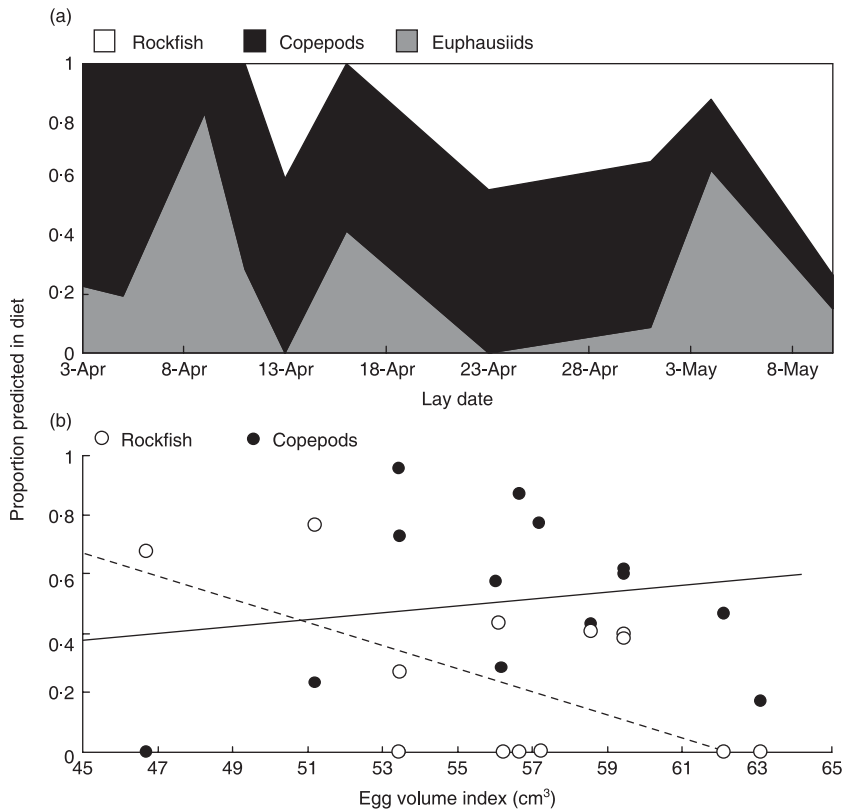 (a)
Rockfish Copepods Euphausiids
1
0·8
0·6
0·4
0·2
0
3-Apr 8-Apr 13-Apr 18-Apr 23-Apr 28-Apr 3-May 8-May
Lay date
Proportion predicted in diet
(b)
Rockfish Copepods
1
0·8
0·6
0·4
0·2
0
45 47 49 51 53 55 57 59 61 63 65
Egg volume index (cm³)